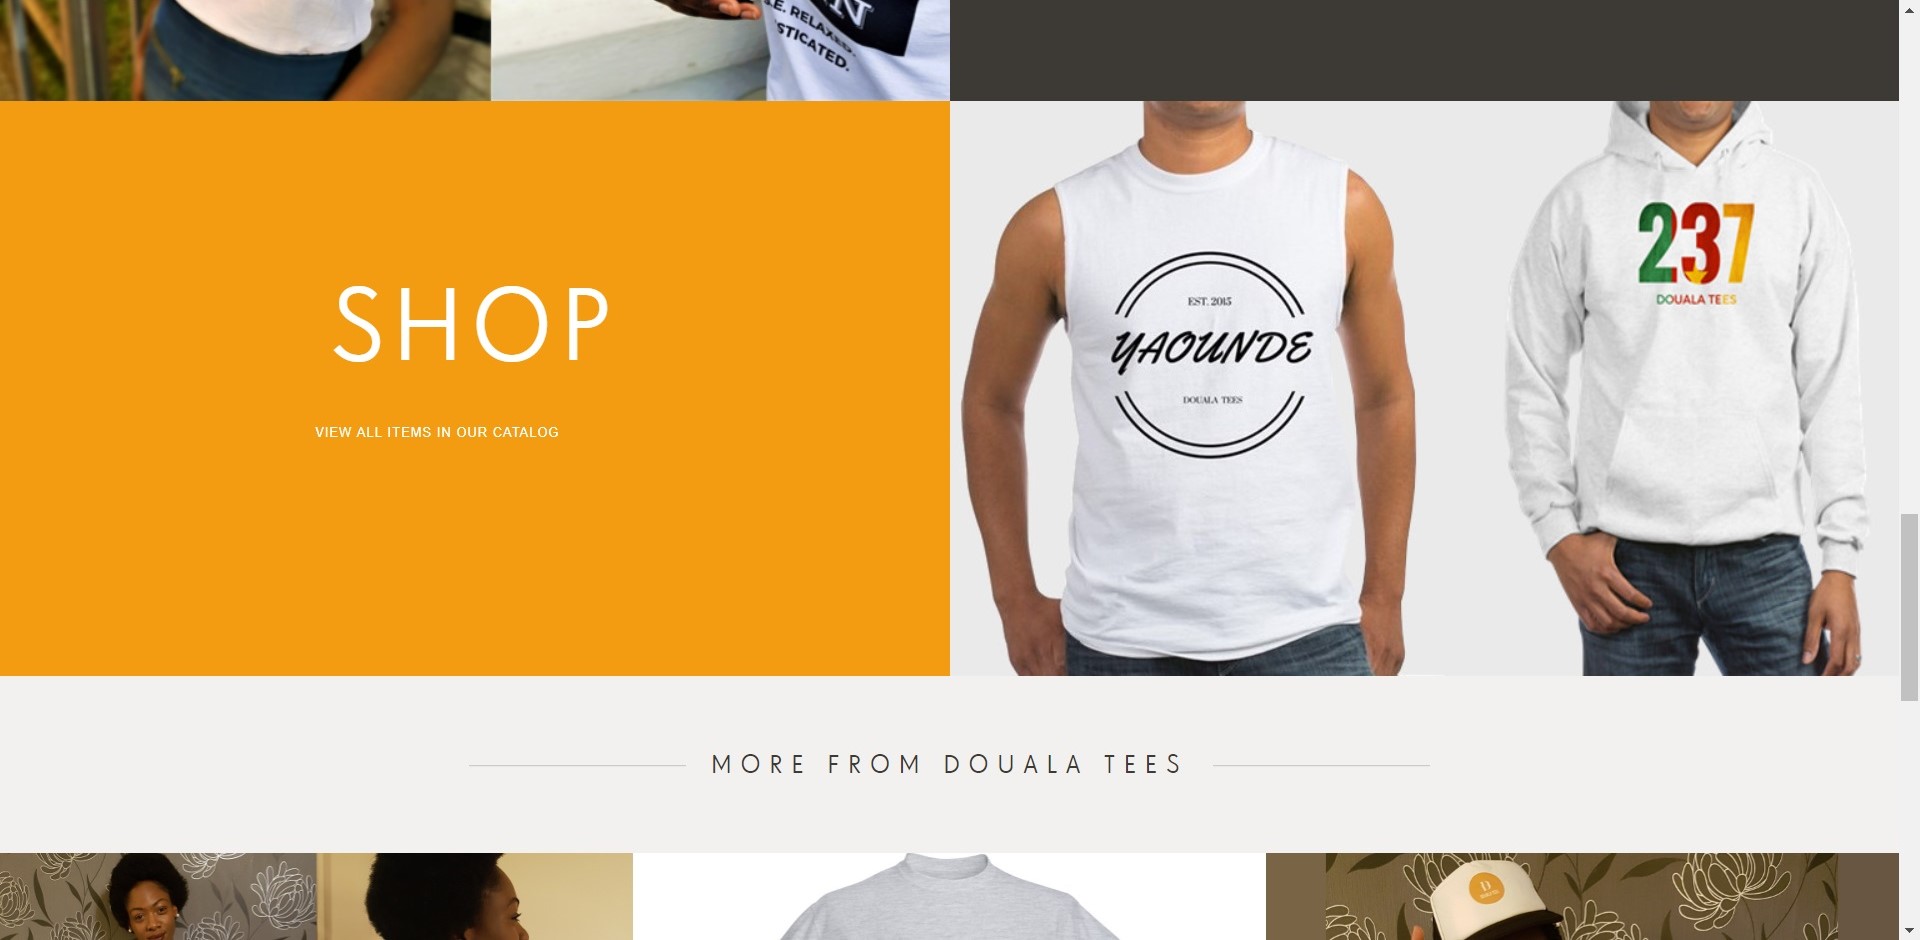 E. RELAXED.
STICATED.
SHOP
VIEW ALL ITEMS IN OUR CATALOG
EST. 2015
YAOUNDE
DOUALA TEES
237
DOUALA TEES
MORE FROM DOUALA TEES